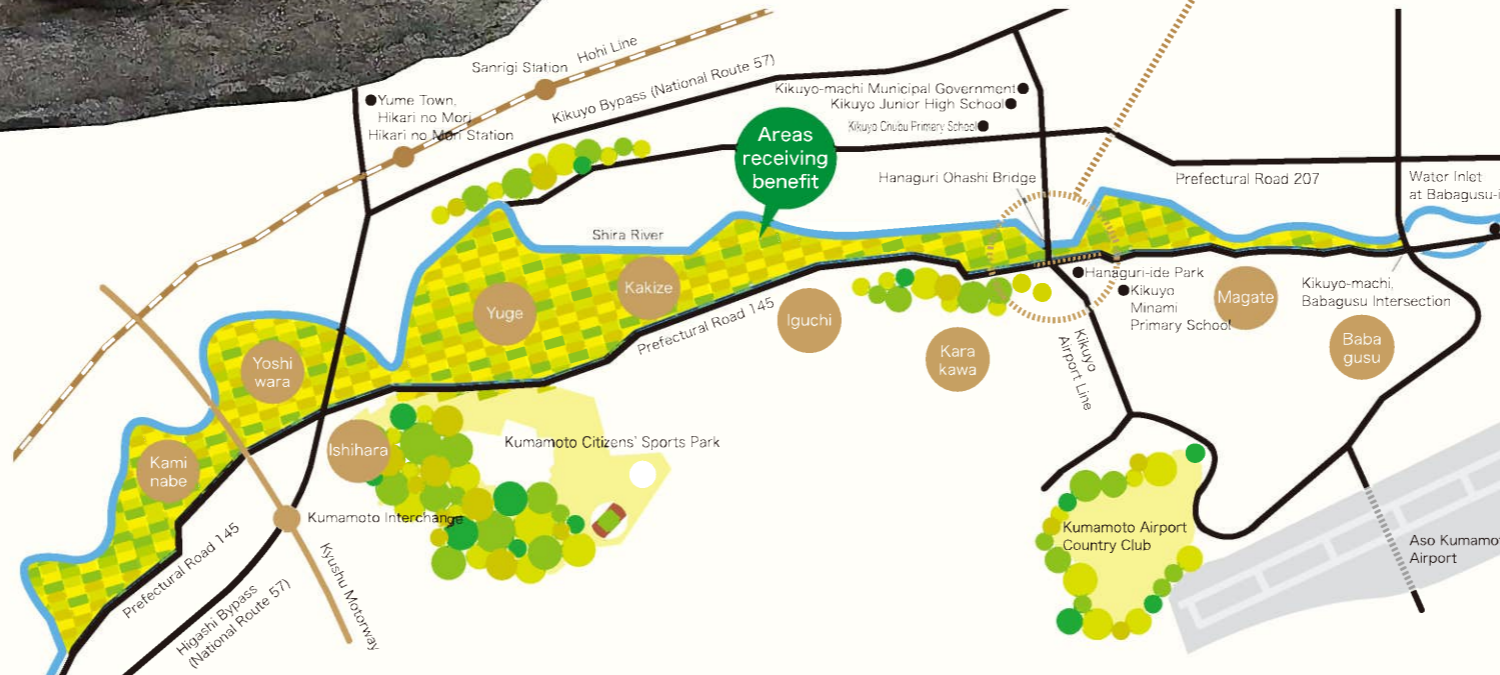 Sanrigi Station
Hohi Line
Yume Town,
Hikari no Mori
Hikari no Mori Station
Kikuyo Bypass (National Route 57)
Kikuyo-machi Municipal Government
Kikuyo Junior High School
Kikuyo Chubu Primary School
Areas
receiving
benefit
Hanaguri Ohashi Bridge
Prefectural Road 207
Water Inlet
at Babagusu-i
Shira River
Hanaguri-ide Park
Kikuyo
Minami
Primary School
Magate
Kikuyo-machi,
Babagusu Intersection
Baba
gusu
Kakize
Yuge
Iguchi
Prefectural Road 145
Kara
kawa
Kikuyo
Airport Line
Yoshi
wara
Kami
nabe
Ishihara
Kumamoto Citizens' Sports Park
Kumamoto Interchange
Prefectural Road 145
Higashi Bypass
(National Route 57)
Kyushu Motorway
Kumamoto Airport
Country Club
Aso Kumamot
Airport